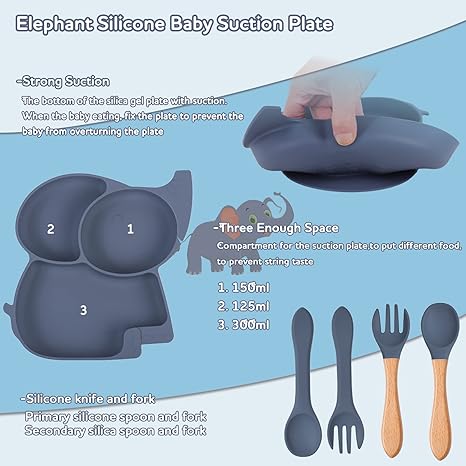 Elephant Silicone Baby Suction Plate
-Strong Suction
The bottom of the silica gel plate with suction.
When the baby eating, fix the plate to prevent the
baby from overturning the plate
2
1
3
-Three Enough Space
Compartment for the suction plate,to put different food,
to prevent string taste
1. 150ml
2. 125ml
3. 300ml
-Silicone knife and fork
Primary silicone spoon and fork
Secondary silica spoon and fork